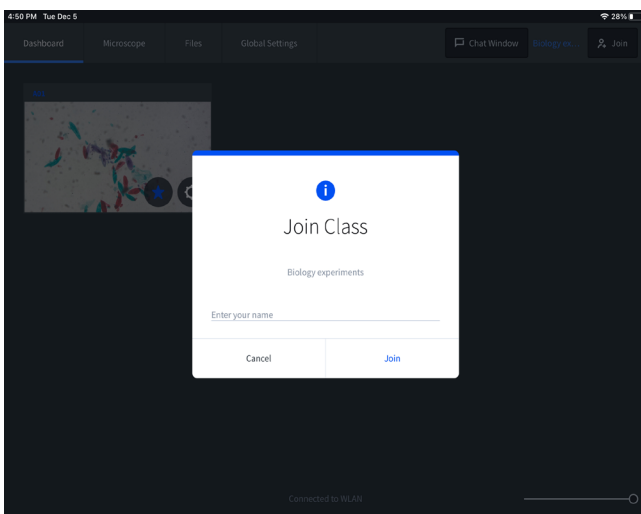 4:50 PM Tue Dec 5
28%
Dashboard
Microscope
Files
Global Settings
Chat Window
Biology ex...
Join
Join Class
Biology experiments
Enter your name
Cancel
Join
Connected to WLAN